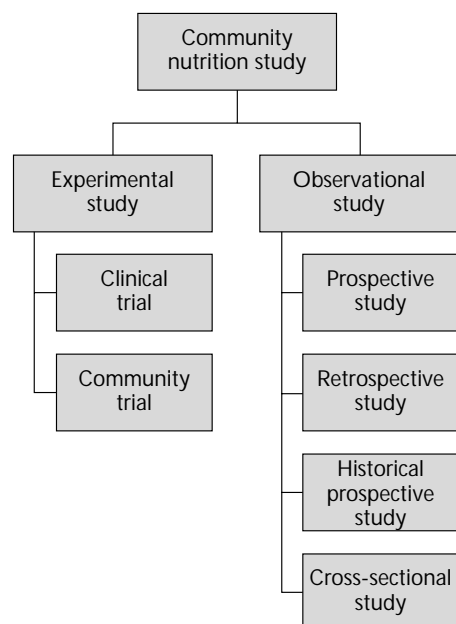 Community
nutrition study
Experimental
study
Observational
study
Clinical
trial
Community
trial
Prospective
study
Retrospective
study
Historical
prospective
study
Cross-sectional
study